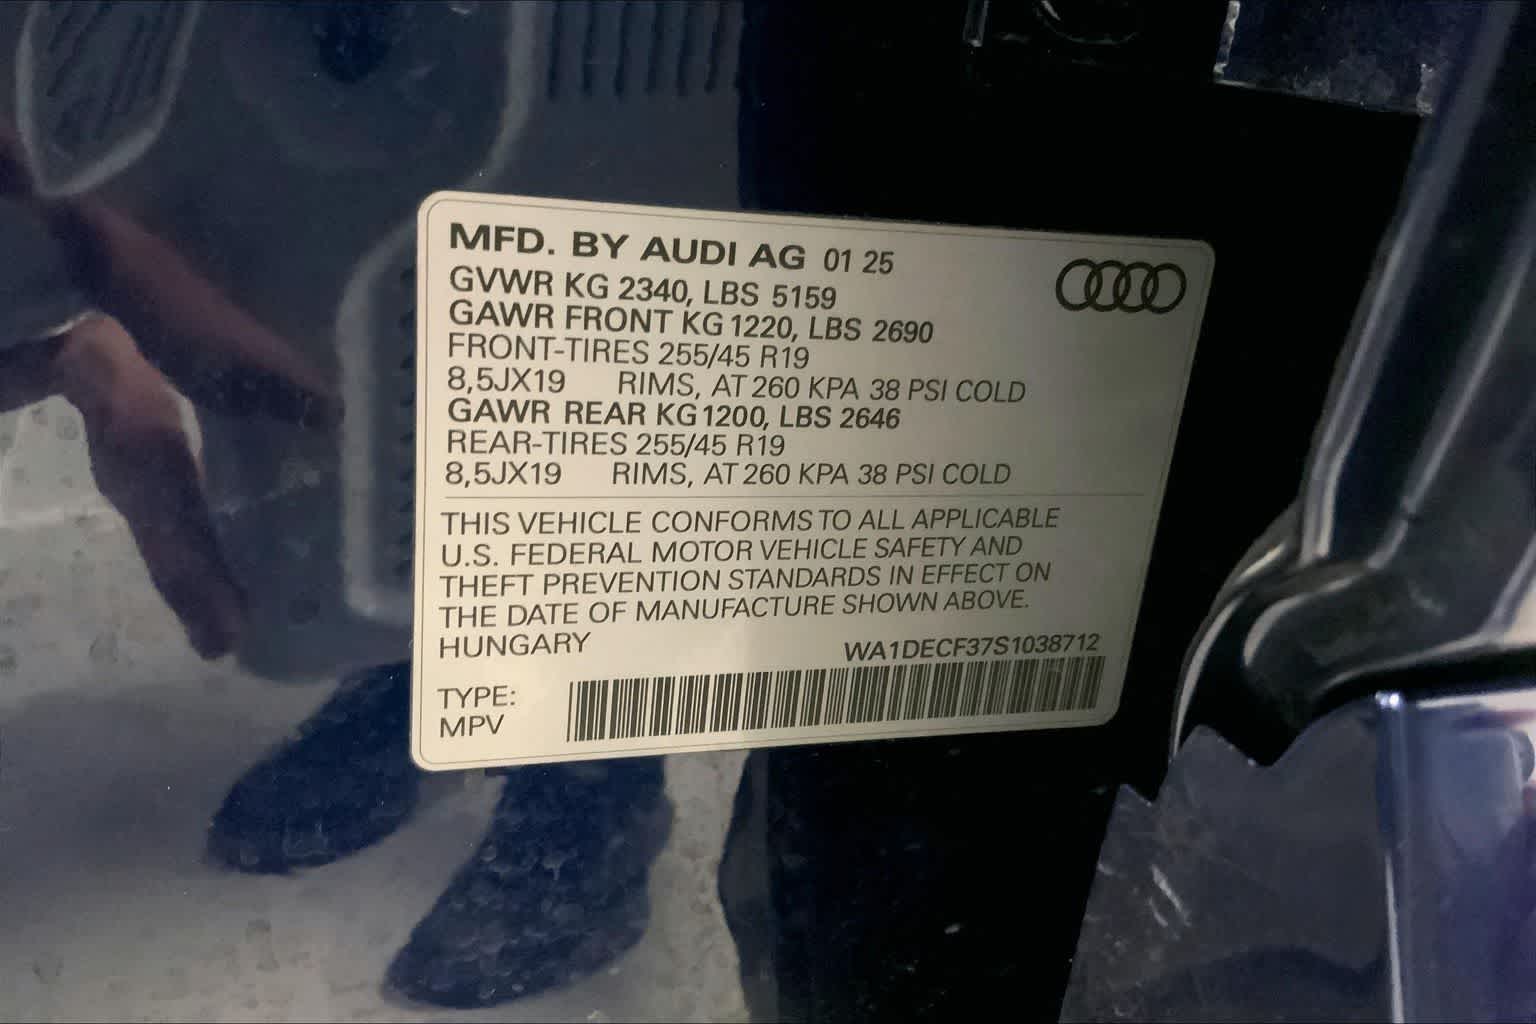 MFD. BY AUDI AG 01 25
GVWR KG 2340, LBS 5159
GAWR FRONT KG 1220, LBS 2690
FRONT-TIRES 255/45 R19
8,5JX19 RIMS, AT 260 KPA 38 PSI COLD
GAWR REAR KG 1200, LBS 2646
REAR-TIRES 255/45 R19
8,5JX19 RIMS, AT 260 KPA 38 PSI COLD
THIS VEHICLE CONFORMS TO ALL APPLICABLE
U.S. FEDERAL MOTOR VEHICLE SAFETY AND
THEFT PREVENTION STANDARDS IN EFFECT ON
THE DATE OF MANUFACTURE SHOWN ABOVE.
HUNGARY WA1DECF37S1038712
TYPE:
MPV